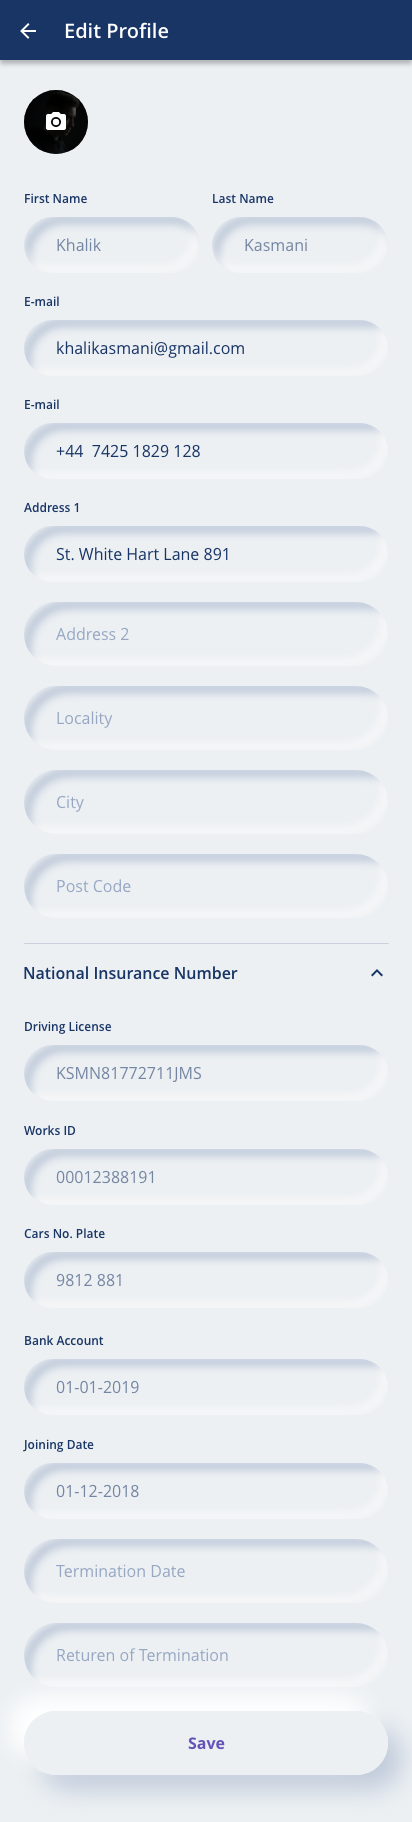 Edit Profile
First Name
Last Name
Khalik
Kasmani
E-mail
khalikasmani@gmail.com
E-mail
+44  7425 1829 128
Address 1
St. White Hart Lane 891
Address 2
Locality
City
Post Code
National Insurance Number
Driving License
KSMN81772711JMS
Works ID
00012388191
Cars No. Plate
9812 881
Bank Account
01-01-2019
Joining Date
01-12-2018
Termination Date
Returen of Termination
Save